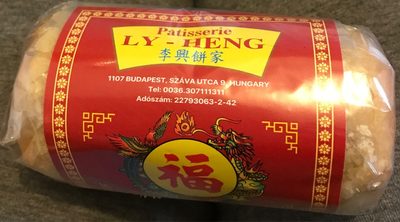 Patisserie
LY - HENG
李興餅家
1107 BUDAPEST, SZÁVA UTCA 9, HUNGARY
Tel: 0036.307111311
Adószám: 22793063-2-42
福